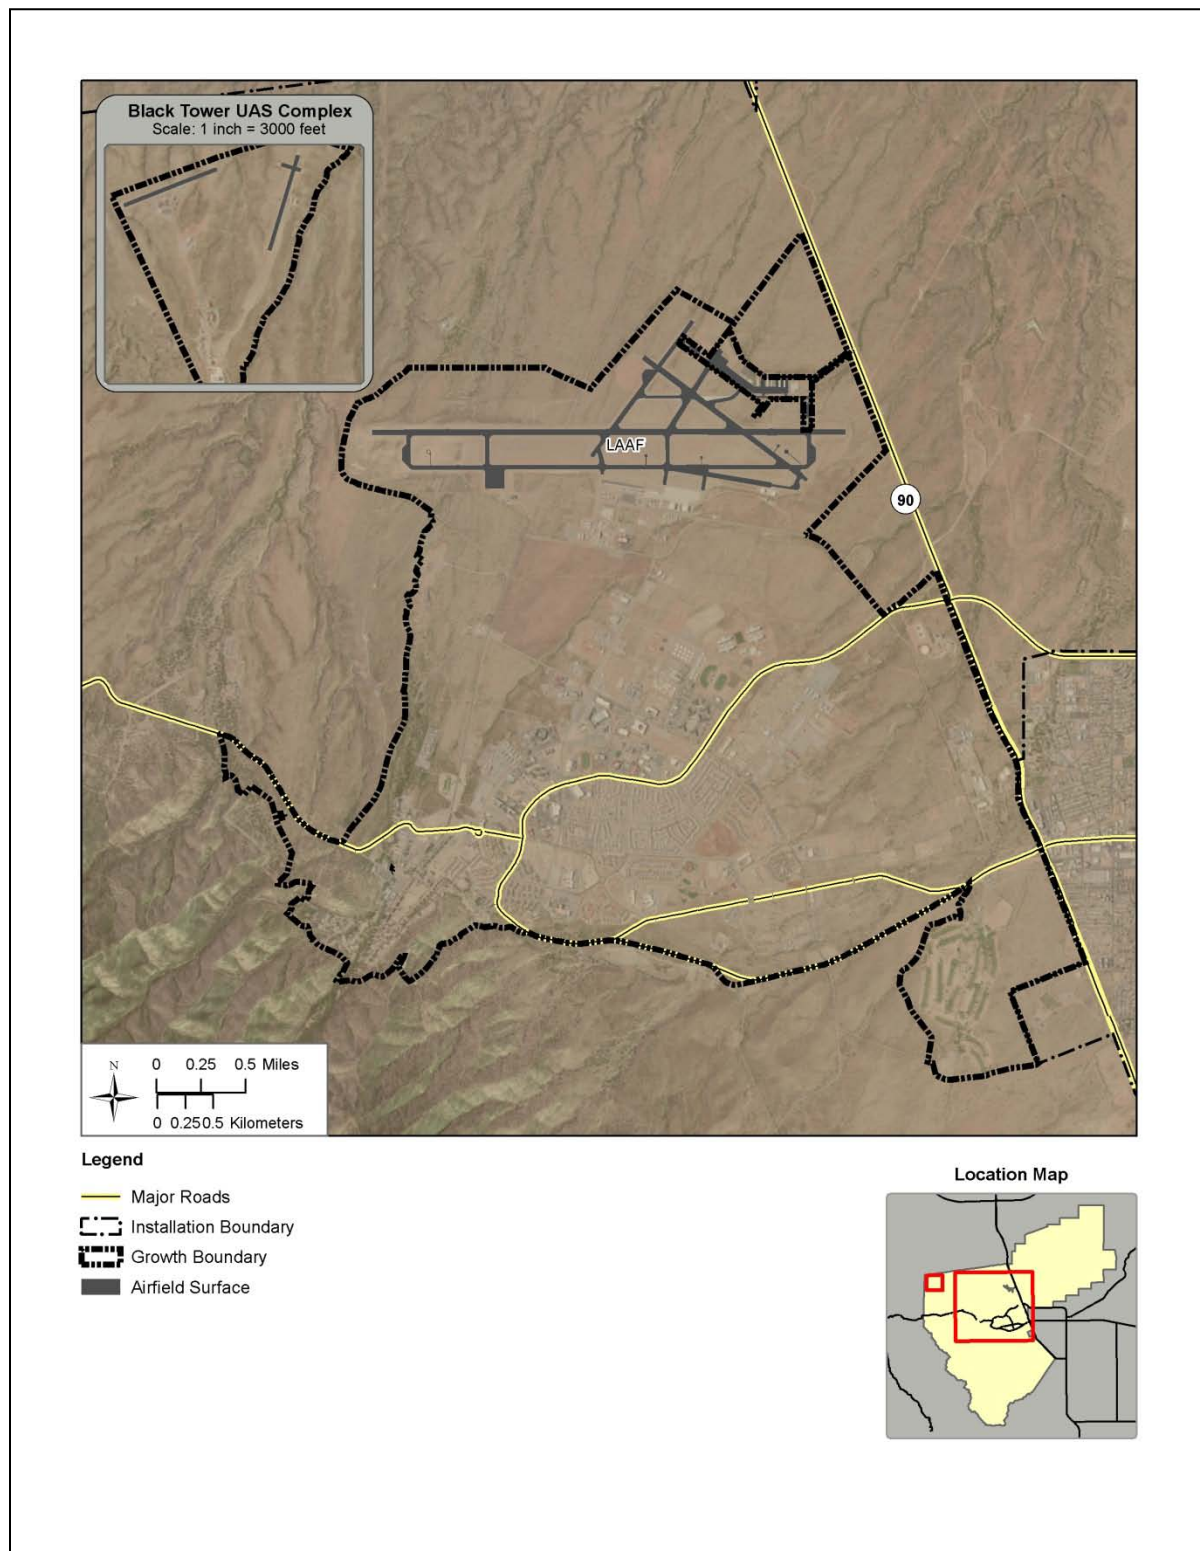 Black Tower UAS Complex
Scale: 1 inch = 3000 feet
LAAF
90
N
0 0.25 0.5 Miles
0 0.250.5 Kilometers
Legend
Major Roads
Installation Boundary
Growth Boundary
Airfield Surface
Location Map